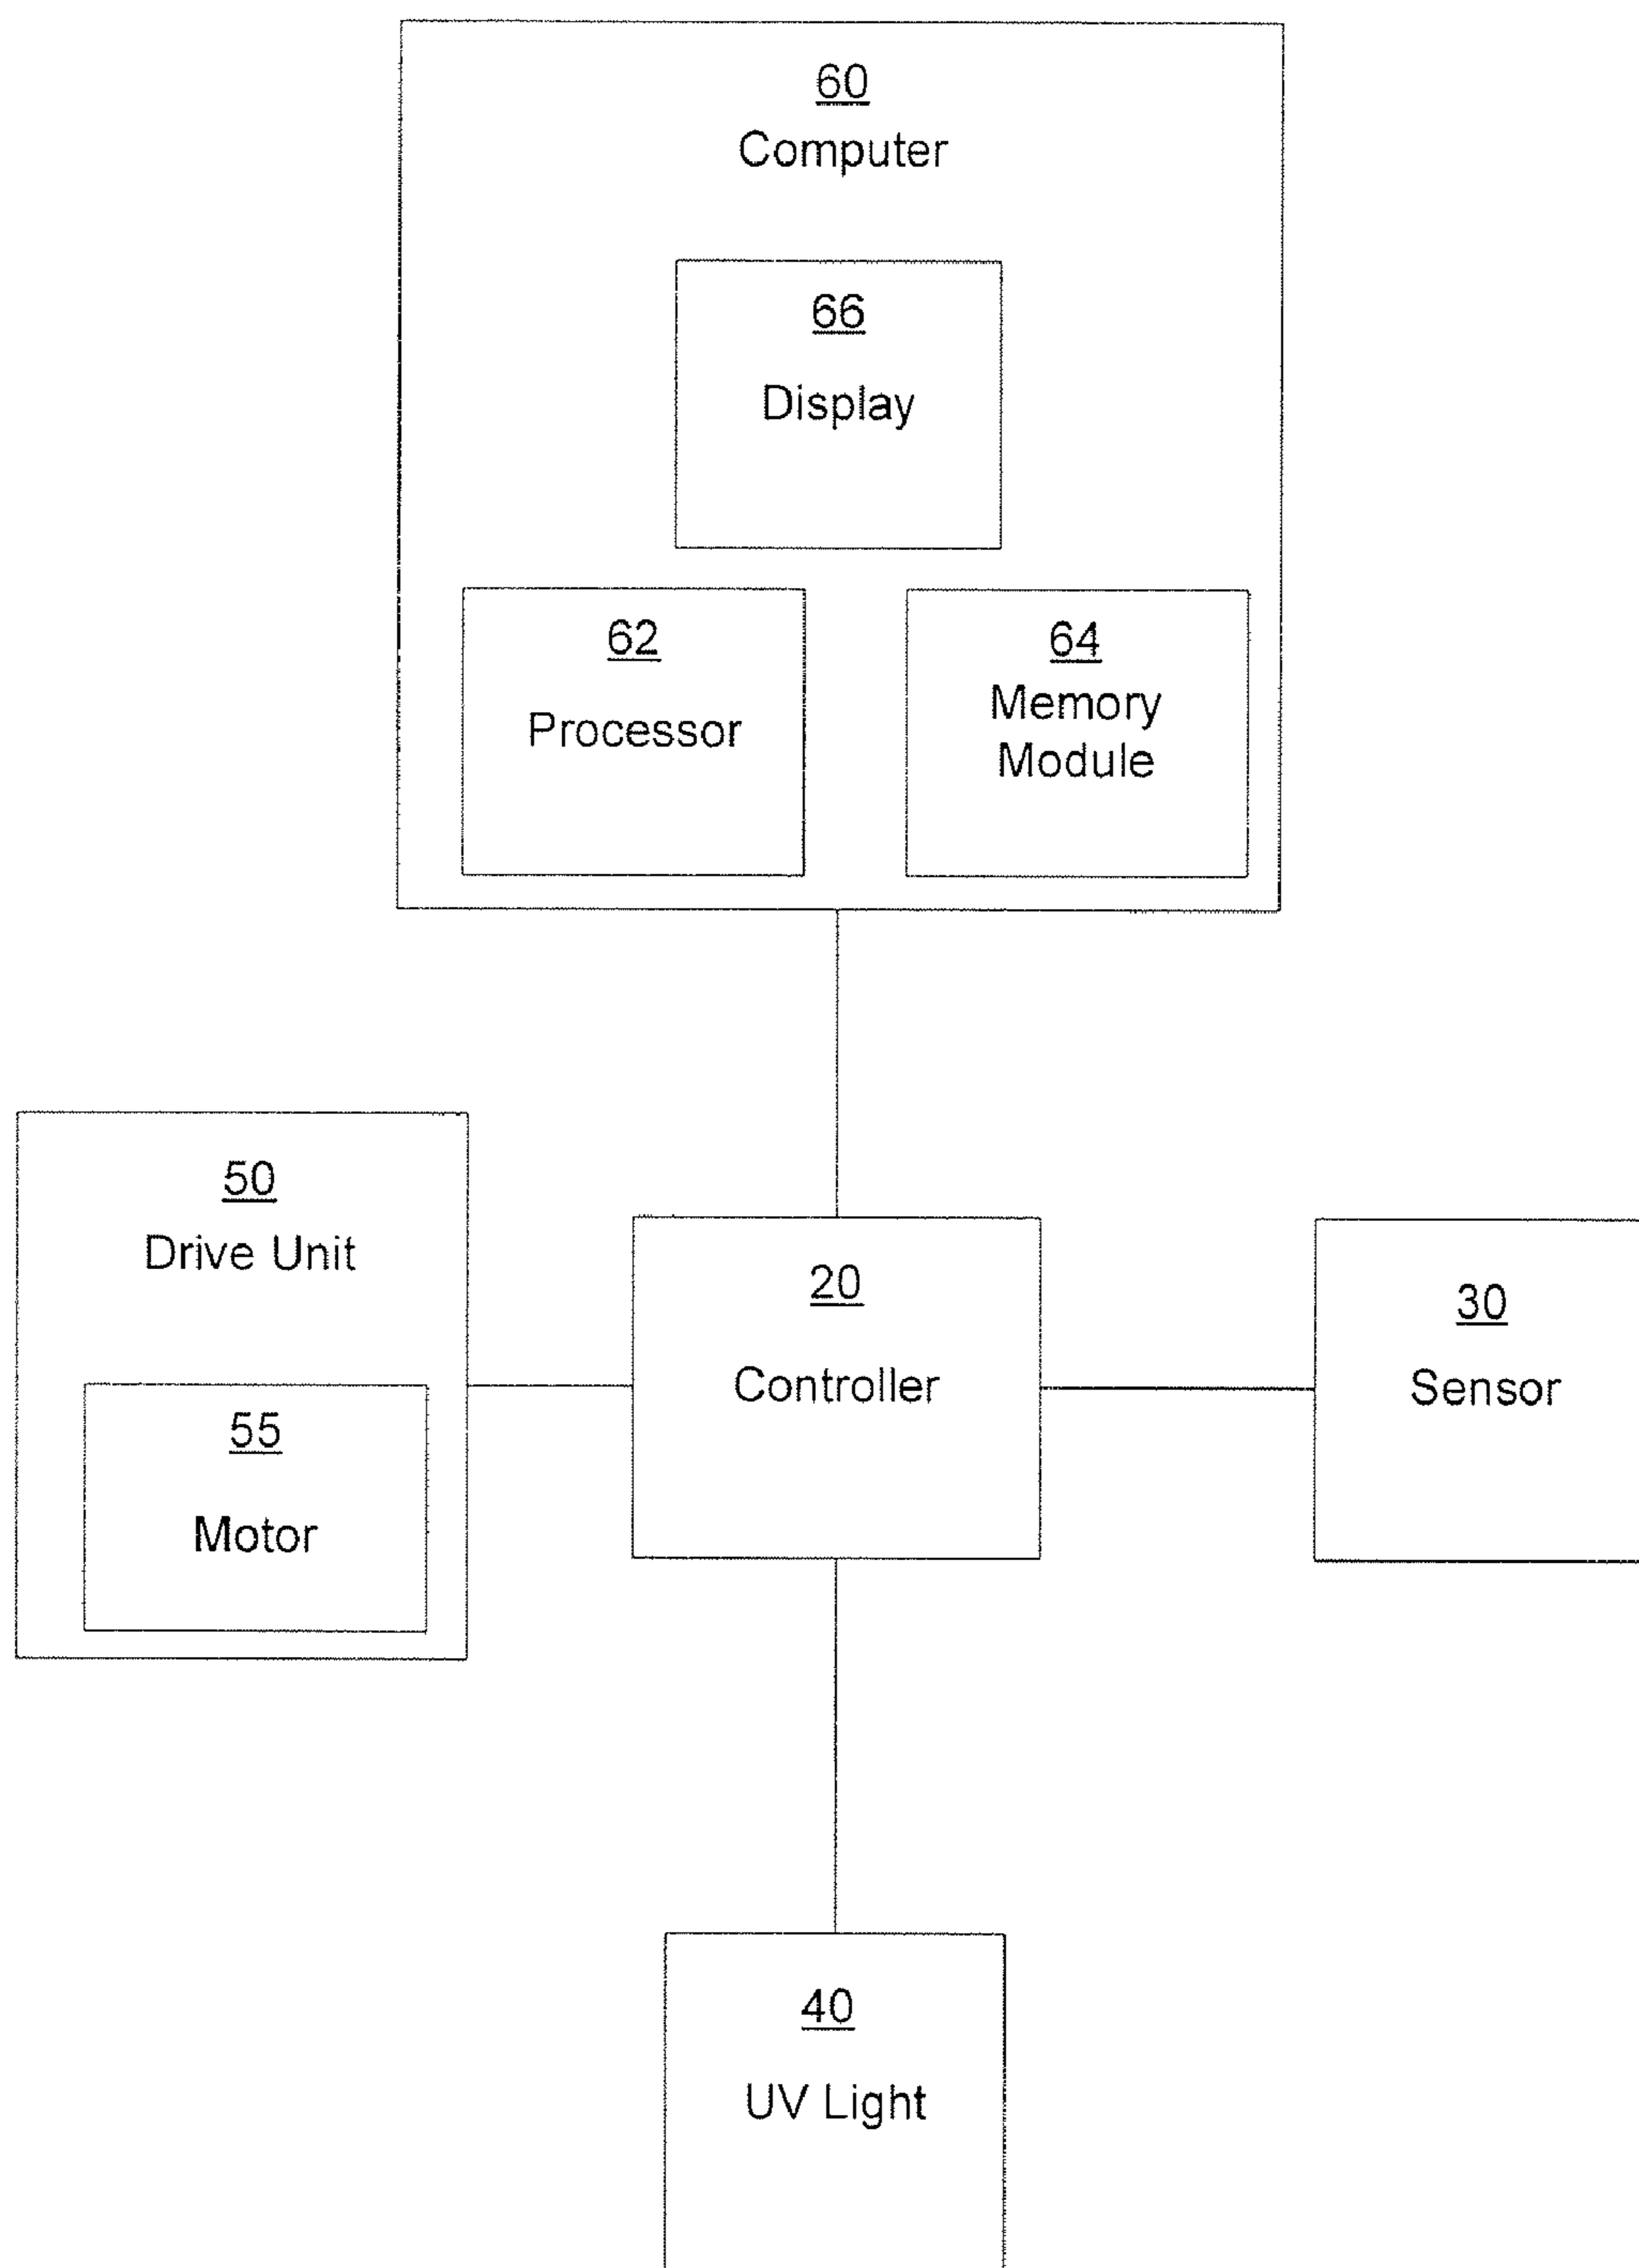 60
Computer
66
Display
62
Processor
64
Memory
Module
50
Drive Unit
55
Motor
20
Controller
30
Sensor
40
UV Light